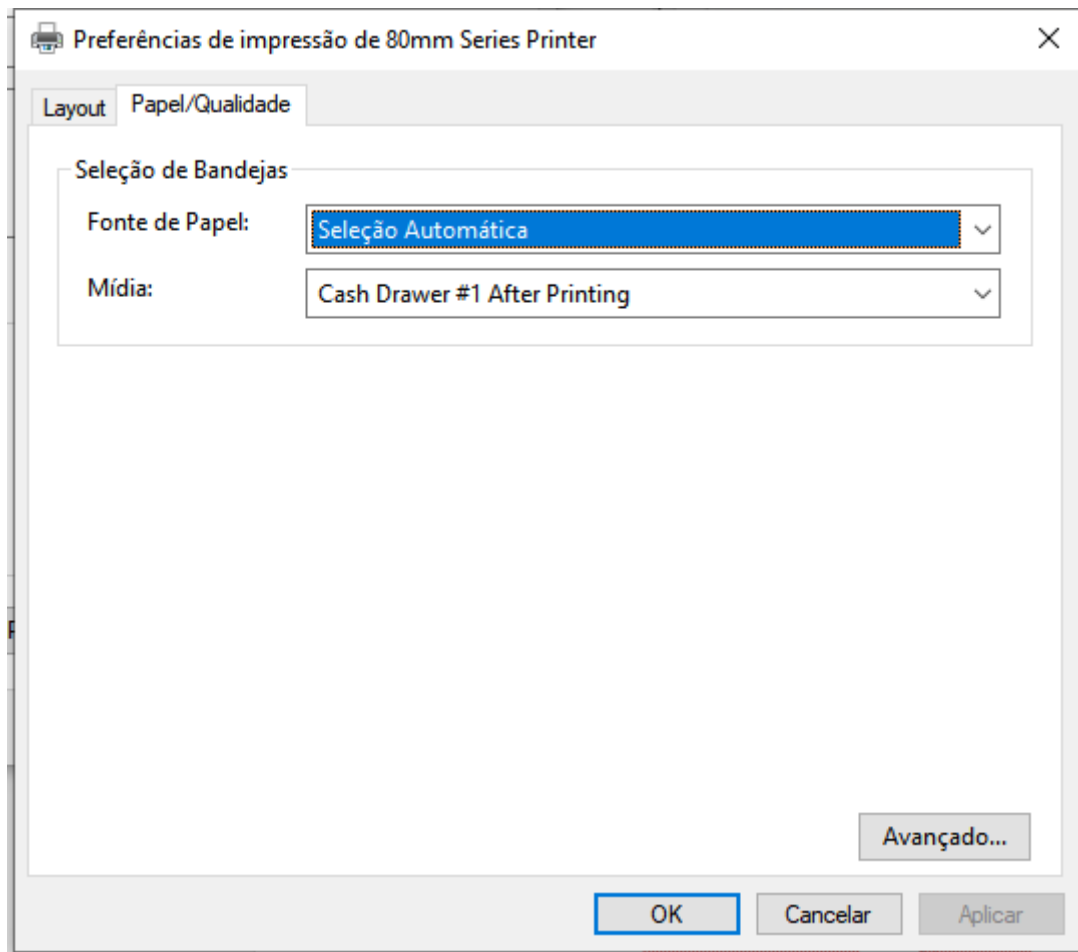 Preferências de impressão de 80mm Series Printer
Layout
Papel/Qualidade
Seleção de Bandejas
Fonte de Papel:
Seleção Automática
Mídia:
Cash Drawer #1 After Printing
Avançado...
OK
Cancelar
Aplicar